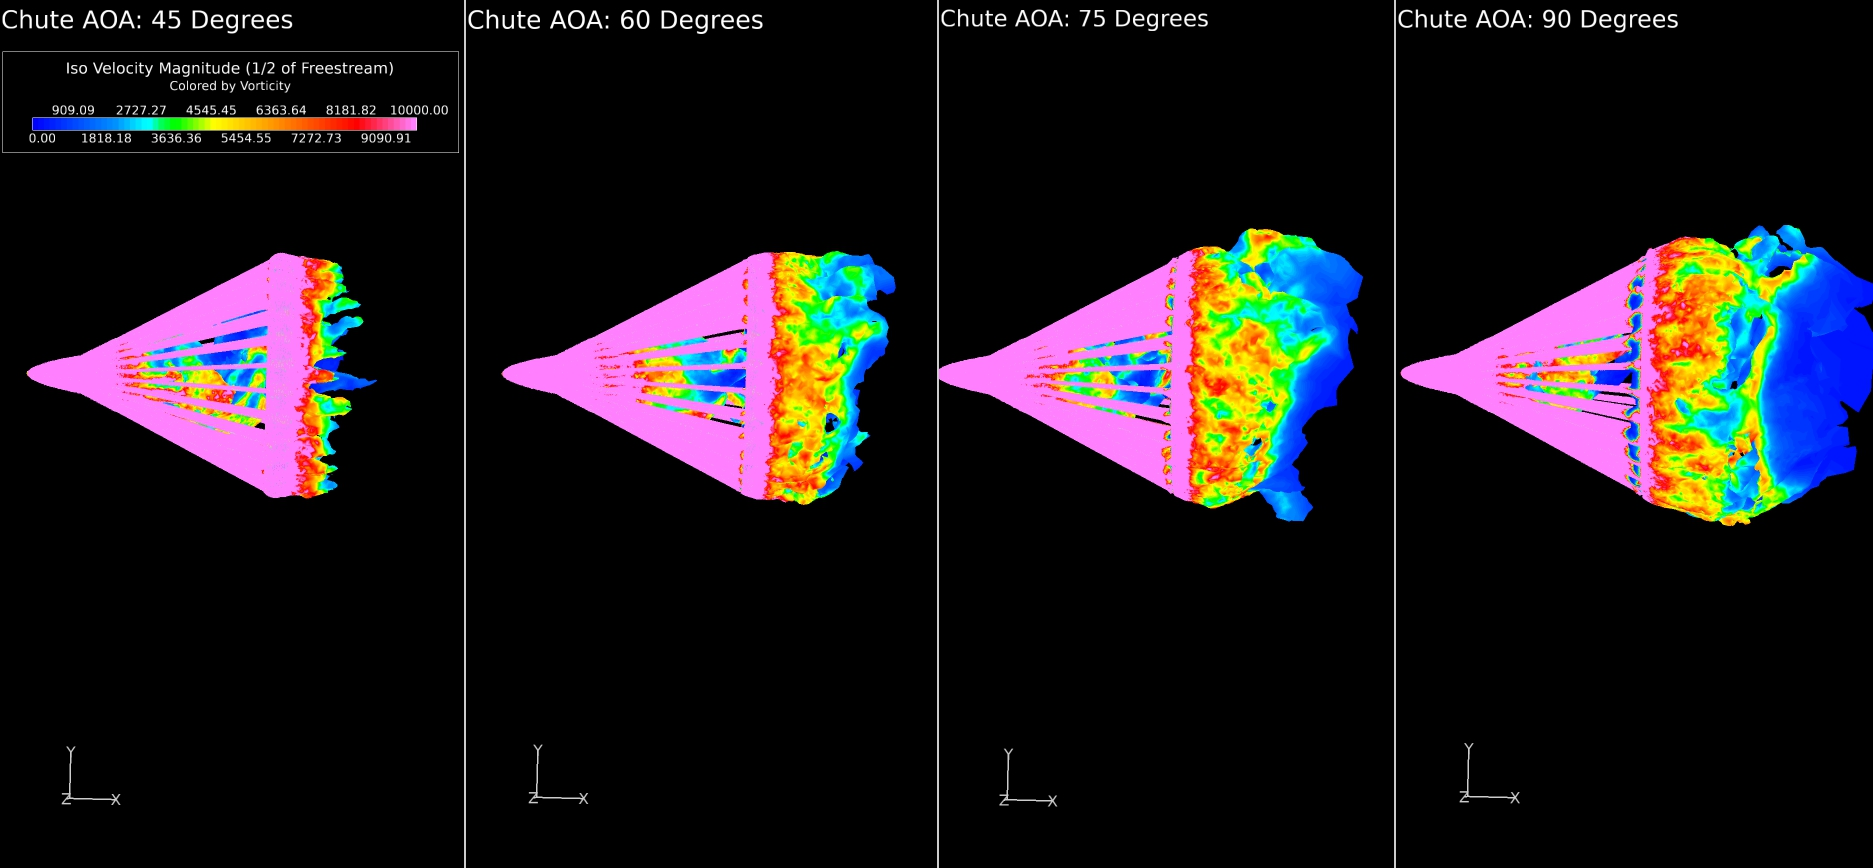 Chute AOA: 45 Degrees
Iso Velocity Magnitude (1/2 of Freestream)
Colored by Vorticity
909.09 2727.27 4545.45 6363.64 8181.82 10000.00
0.00 1818.18 3636.36 5454.55 7272.73 9090.91
Y
Z X
Chute AOA: 60 Degrees
Y
Z X
Chute AOA: 75 Degrees
Y
Z X
Chute AOA: 90 Degrees
Y
Z X